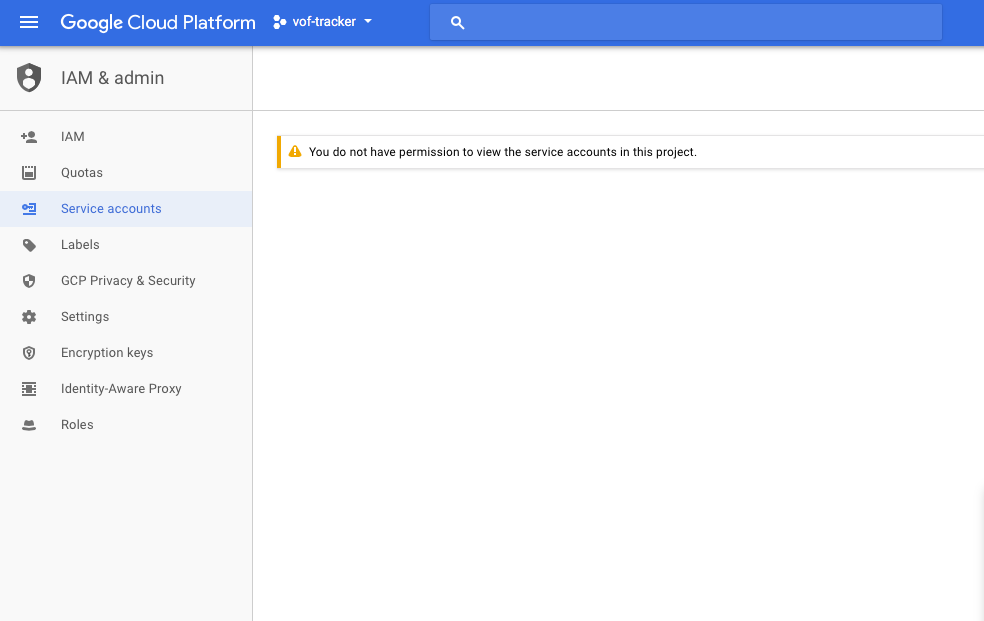 Google Cloud Platform
vof-tracker
IAM & admin
IAM
Quotas
Service accounts
Labels
GCP Privacy & Security
Settings
Encryption keys
Identity-Aware Proxy
Roles
You do not have permission to view the service accounts in this project.